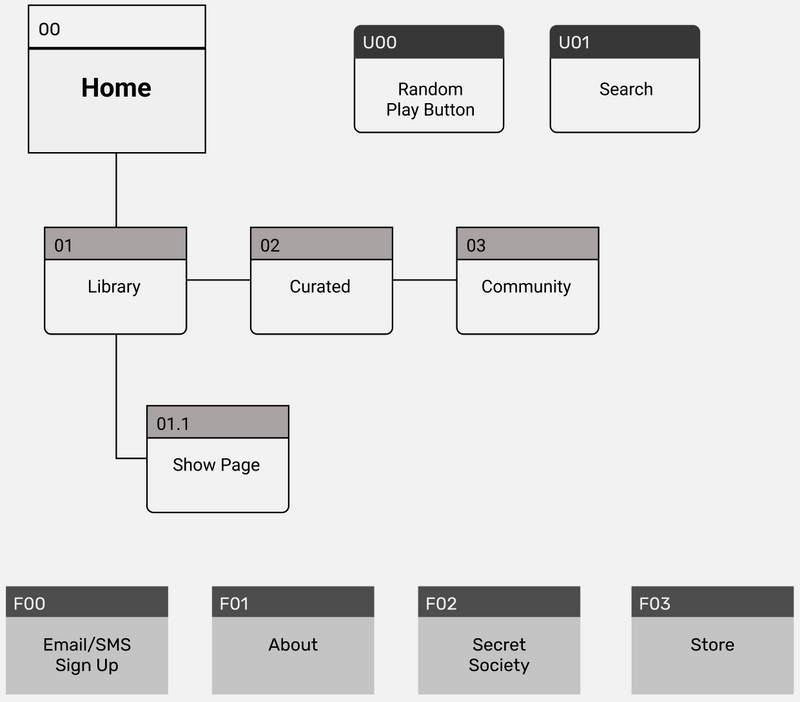 00
Home
U00
Random
Play Button
U01
Search
01
Library
02
Curated
03
Community
01.1
Show Page
F00
Email/SMS
Sign Up
F01
About
F02
Secret
Society
F03
Store